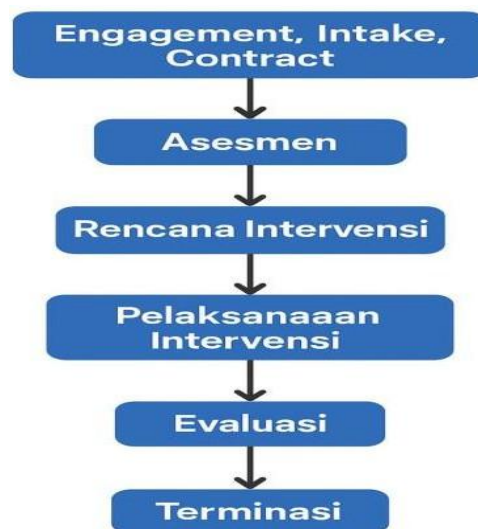 Engagement, Intake,
Contract
Asesmen
Rencana Intervensi
Pelaksanaaan
Intervensi
Evaluasi
Terminasi